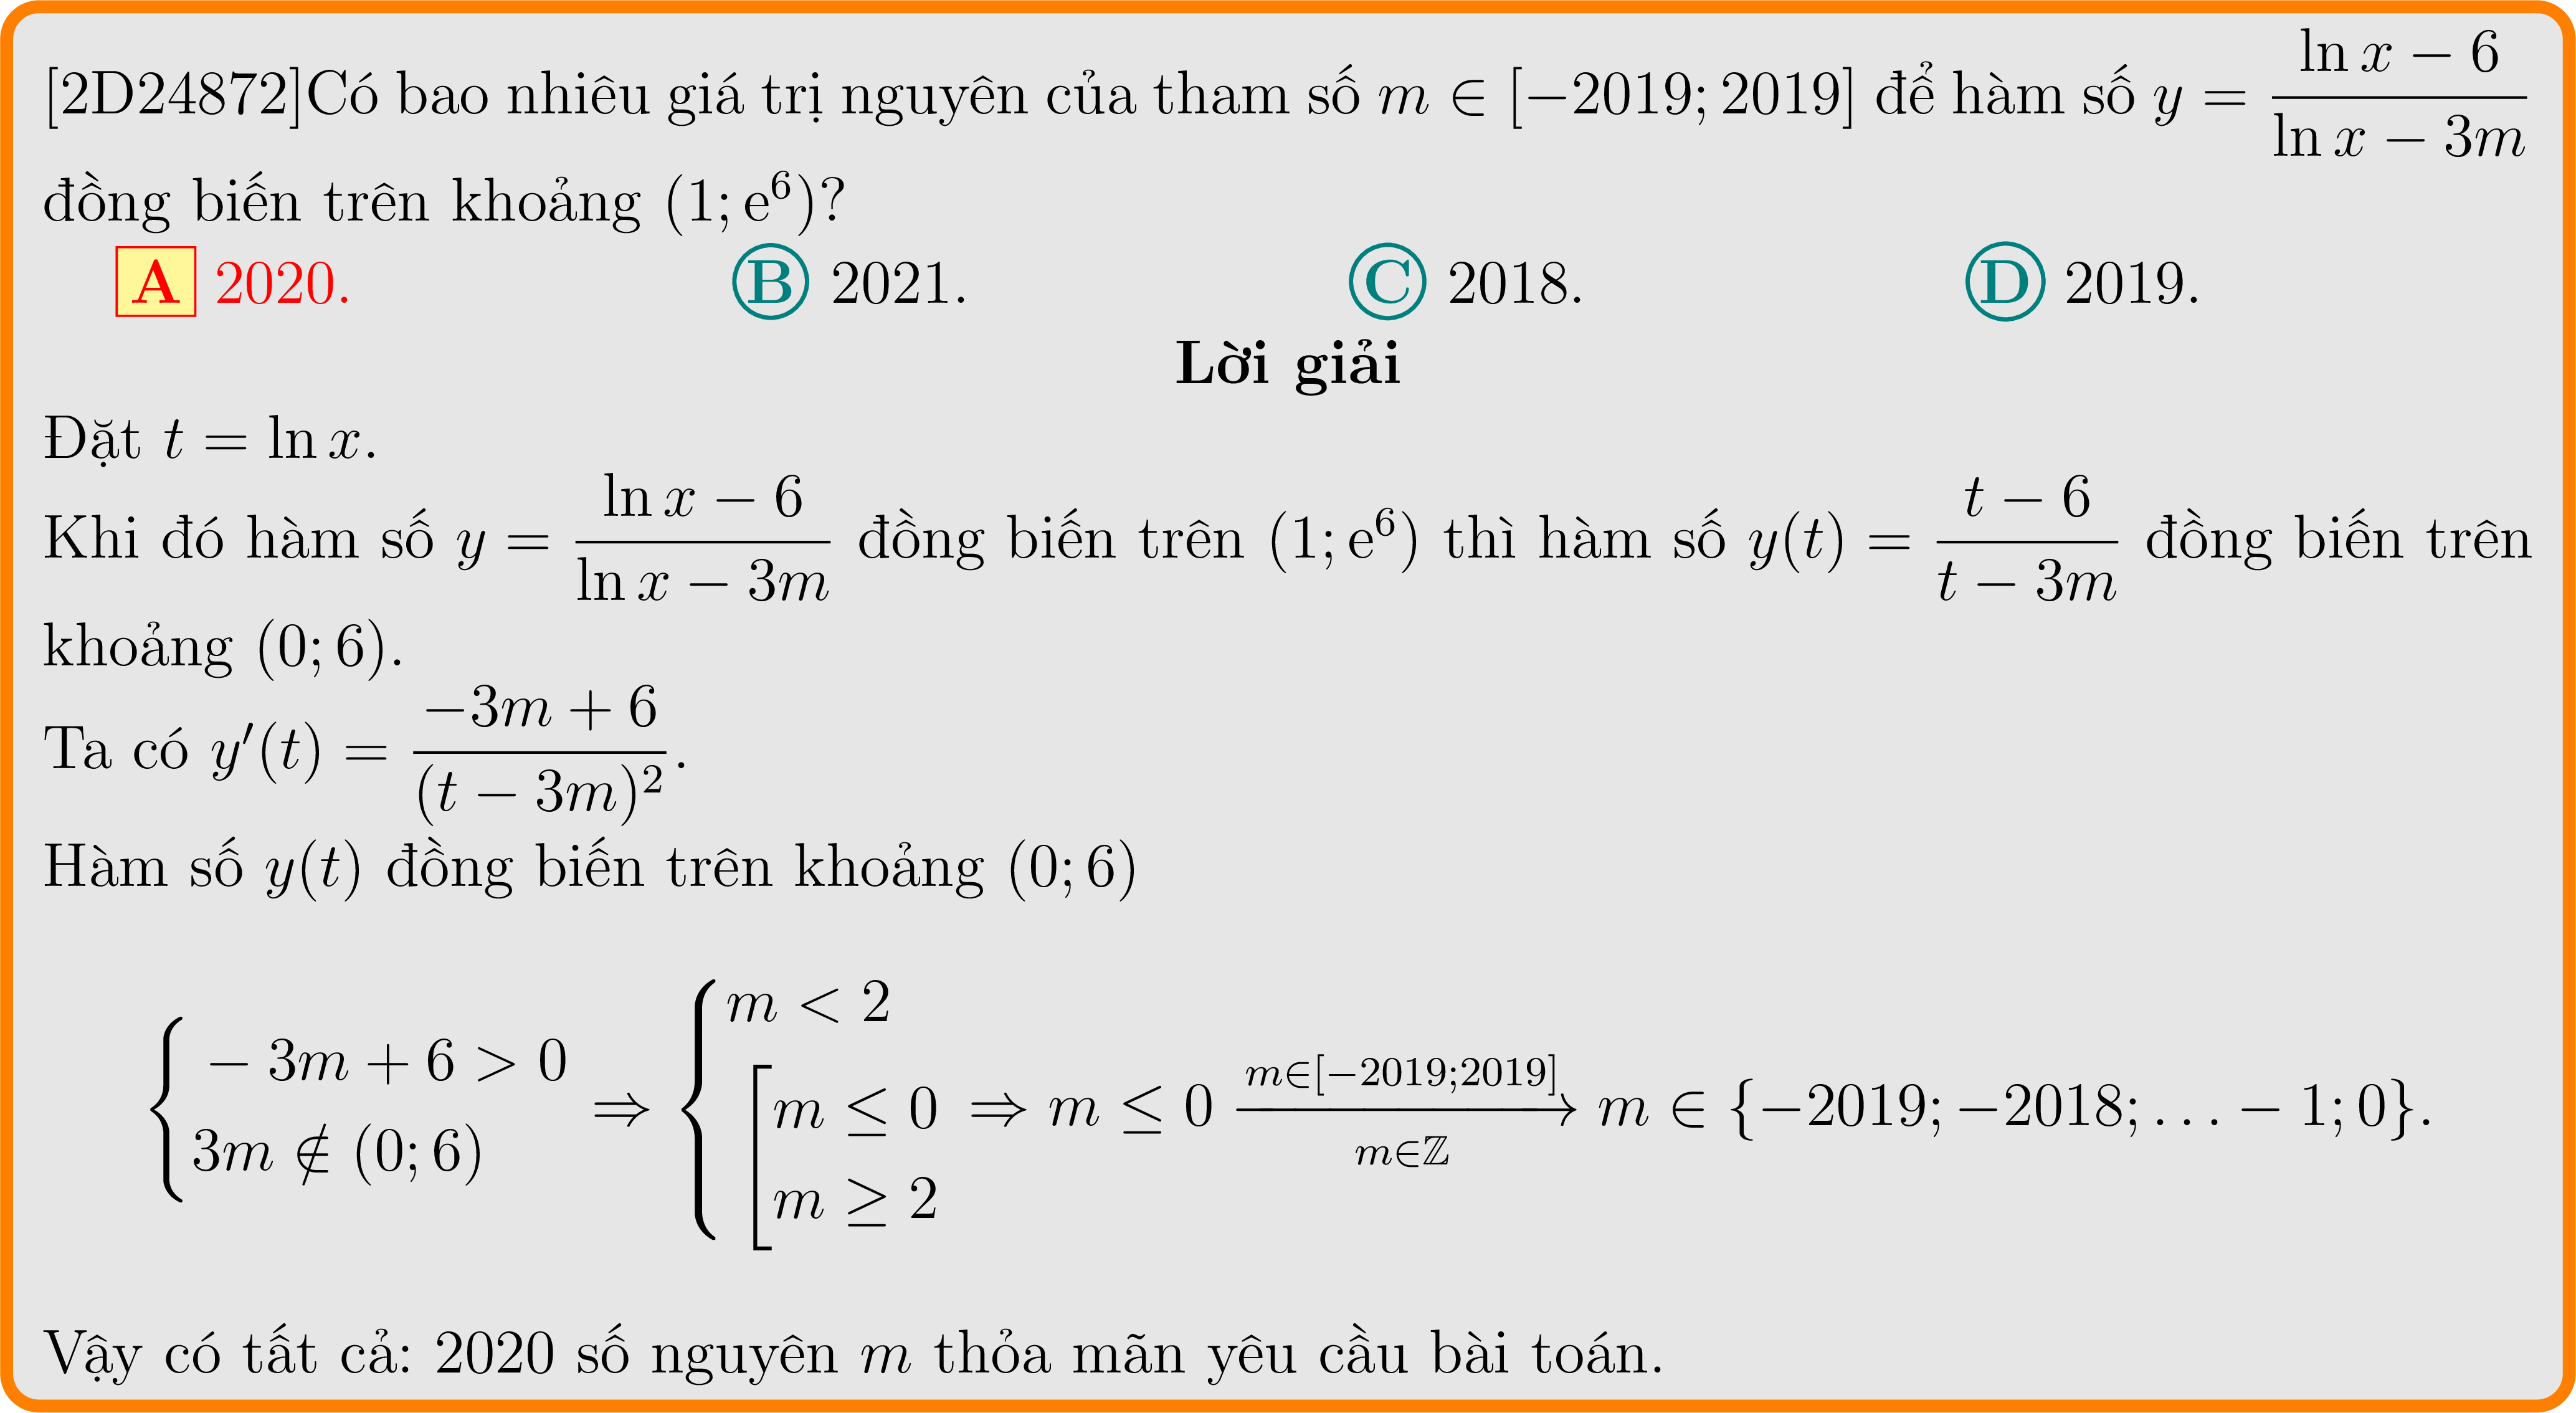 [2D24872]Có bao nhiêu giá trị nguyên của tham số $m \in [-2019; 2019]$ để hàm số $y = \dfrac{\ln x - 6}{\ln x - 3m}$
đồng biến trên khoảng $(1; \mathrm{e}^6)$?
A 2020. B 2021. C 2018. D 2019.
Lời giải
Đặt $t = \ln x$.
Khi đó hàm số $y = \dfrac{\ln x - 6}{\ln x - 3m}$ đồng biến trên $(1; \mathrm{e}^6)$ thì hàm số $y(t) = \dfrac{t - 6}{t - 3m}$ đồng biến trên
khoảng $(0; 6)$.
Ta có $y'(t) = \dfrac{-3m + 6}{(t - 3m)^2}$.
Hàm số $y(t)$ đồng biến trên khoảng $(0; 6)$
$\begin{cases} -3m + 6 > 0 \\ 3m \notin (0; 6) \end{cases} \Rightarrow \begin{cases} m < 2 \\ \left[\begin{array}{l} m \leq 0 \\ m \geq 2 \end{array}\right. \end{cases} \Rightarrow m \leq 0 \xrightarrow[m \in \mathbb{Z}]{m \in [-2019; 2019]} m \in \{-2019; -2018; \ldots -1; 0\}.$
Vậy có tất cả: 2020 số nguyên $m$ thỏa mãn yêu cầu bài toán.